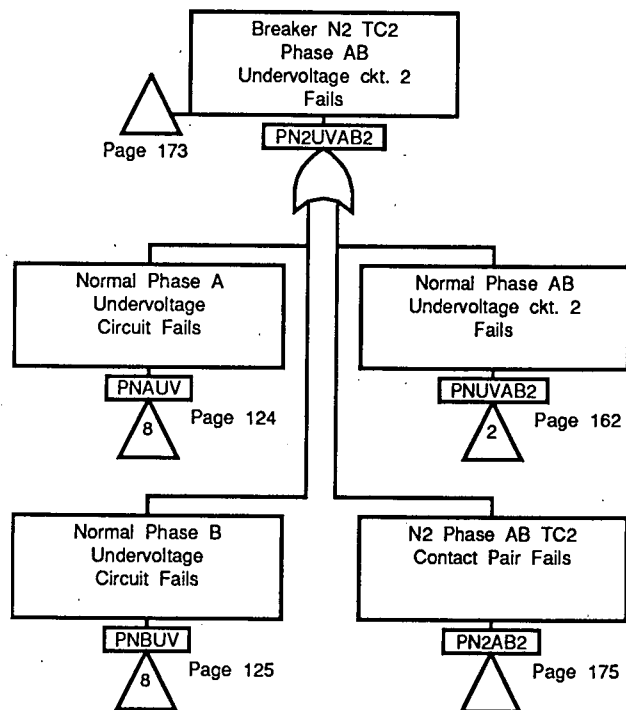 Breaker N2 TC2
Phase AB
Undervoltage ckt. 2
Fails
Page 173
PN2UVAB2
Normal Phase A
Undervoltage
Circuit Fails
PNAUV
8
Page 124
Normal Phase AB
Undervoltage ckt. 2
Fails
PNUVAB2
2
Page 162
Normal Phase B
Undervoltage
Circuit Fails
PNBUV
8
Page 125
N2 Phase AB TC2
Contact Pair Fails
PN2AB2
Page 175